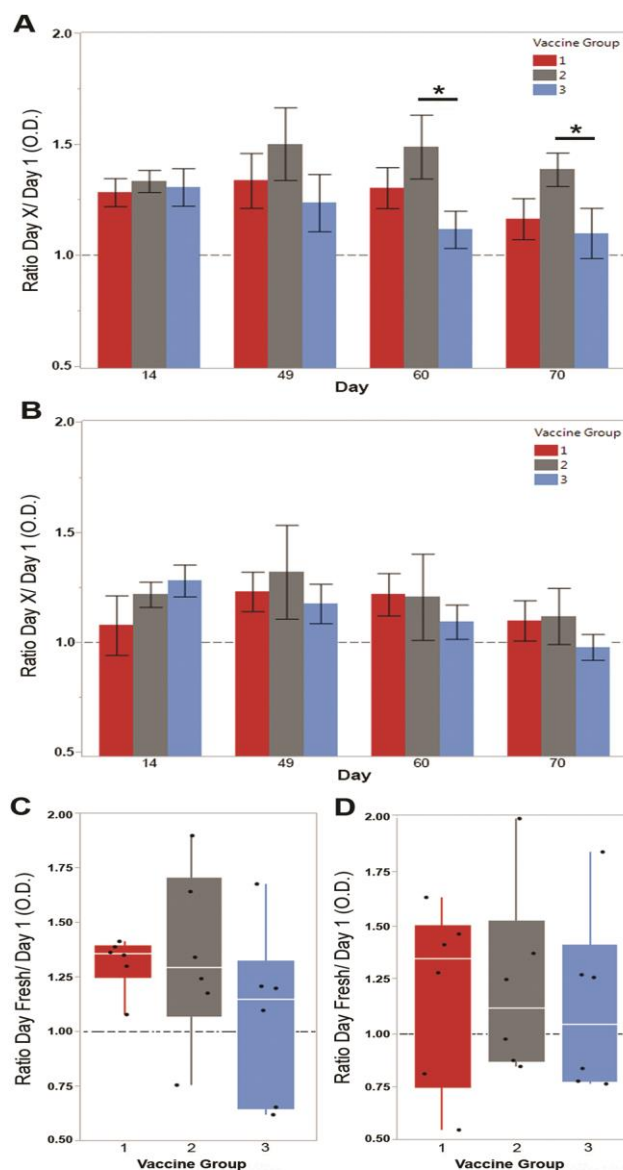 A
2.0
1.5
1.0
0.5
Ratio Day X/ Day 1 (O.D.)
Vaccine Group
1
2
3
*
*
14 49 60 70
Day
B
2.0
1.5
1.0
0.5
Ratio Day X/ Day 1 (O.D.)
Vaccine Group
1
2
3
14 49 60 70
Day
C
2.00
1.75
1.50
1.25
1.00
0.75
0.50
Ratio Day Fresh/ Day 1 (O.D.)
1 2 3
Vaccine Group
D
2.00
1.75
1.50
1.25
1.00
0.75
0.50
Ratio Day Fresh/ Day 1 (O.D.)
1 2 3
Vaccine Group